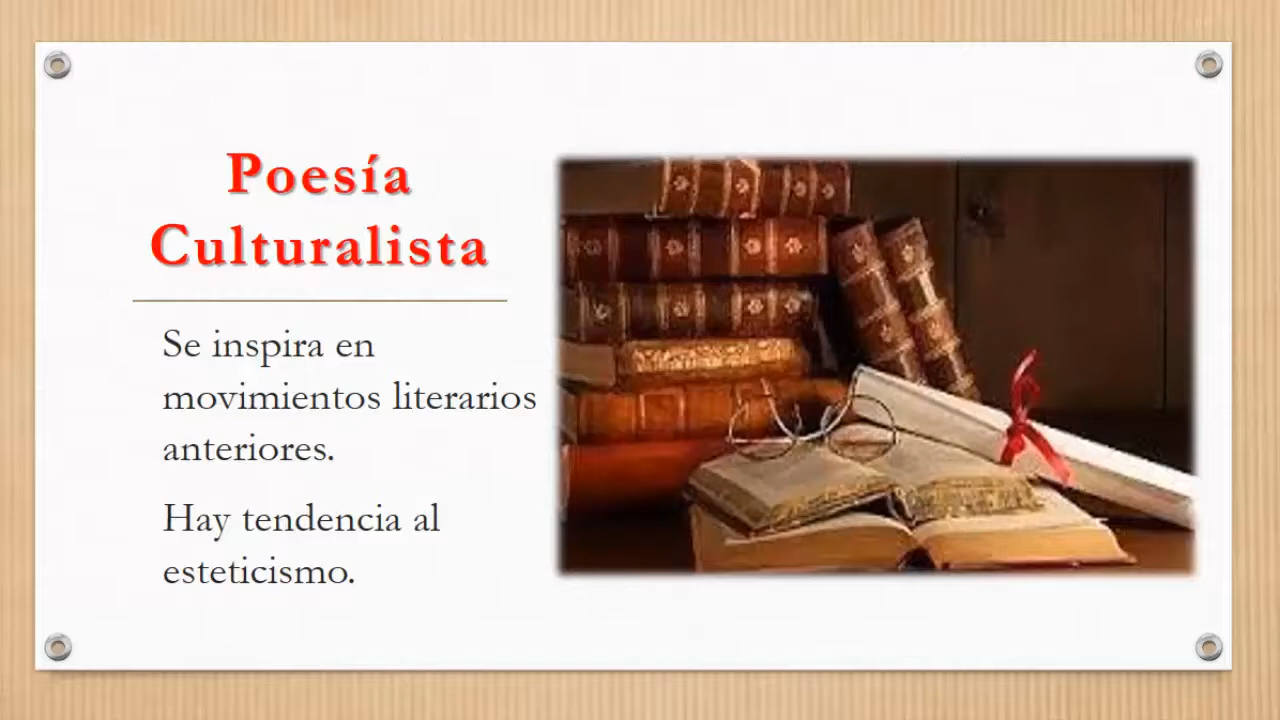 Poesía
Culturalista
Se inspira en
movimientos literarios
anteriores.
Hay tendencia al
esteticismo.